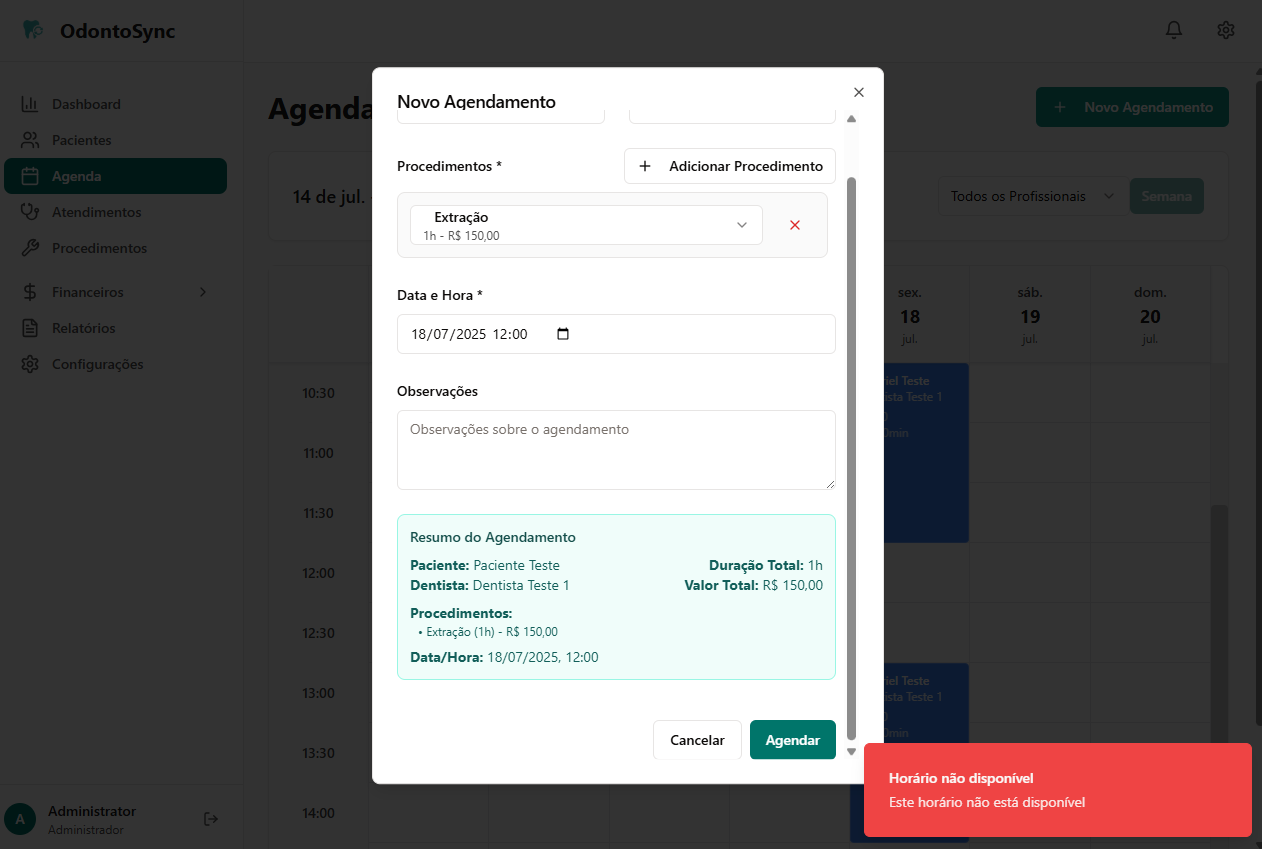 OdontoSync
Dashboard
Pacientes
Agenda
Atendimentos
Procedimentos
Financeiros
Relatórios
Configurações
A
Administrator
Administrador
Agenda
Novo Agendamento
14 de jul.
Todos os Profissionais
Semana
sex.
18
jul.
sáb.
19
jul.
dom.
20
jul.
10:30
11:00
11:30
12:00
12:30
13:00
13:30
14:00
iel Teste
ista Teste 1
0min
iel Teste
ista Teste 1
0min
Novo Agendamento
Procedimentos *
Adicionar Procedimento
Extração
1h - R$ 150,00
Data e Hora *
18/07/2025 12:00
Observações
Observações sobre o agendamento
Resumo do Agendamento
Paciente: Paciente Teste
Duração Total: 1h
Dentista: Dentista Teste 1
Valor Total: R$ 150,00
Procedimentos:
• Extração (1h) - R$ 150,00
Data/Hora: 18/07/2025, 12:00
Cancelar
Agendar
Horário não disponível
Este horário não está disponível